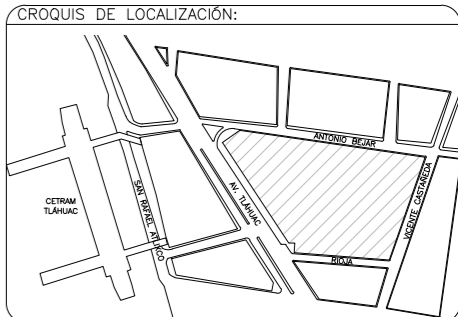 CROQUIS DE LOCALIZACIÓN:
ANTONIO BEJAR
CETRAM
TLÁHUAC
SAN RAFAEL ATLIXCO
AV. TLÁHUAC
VICENTE CASTAÑEDA
RIOJA